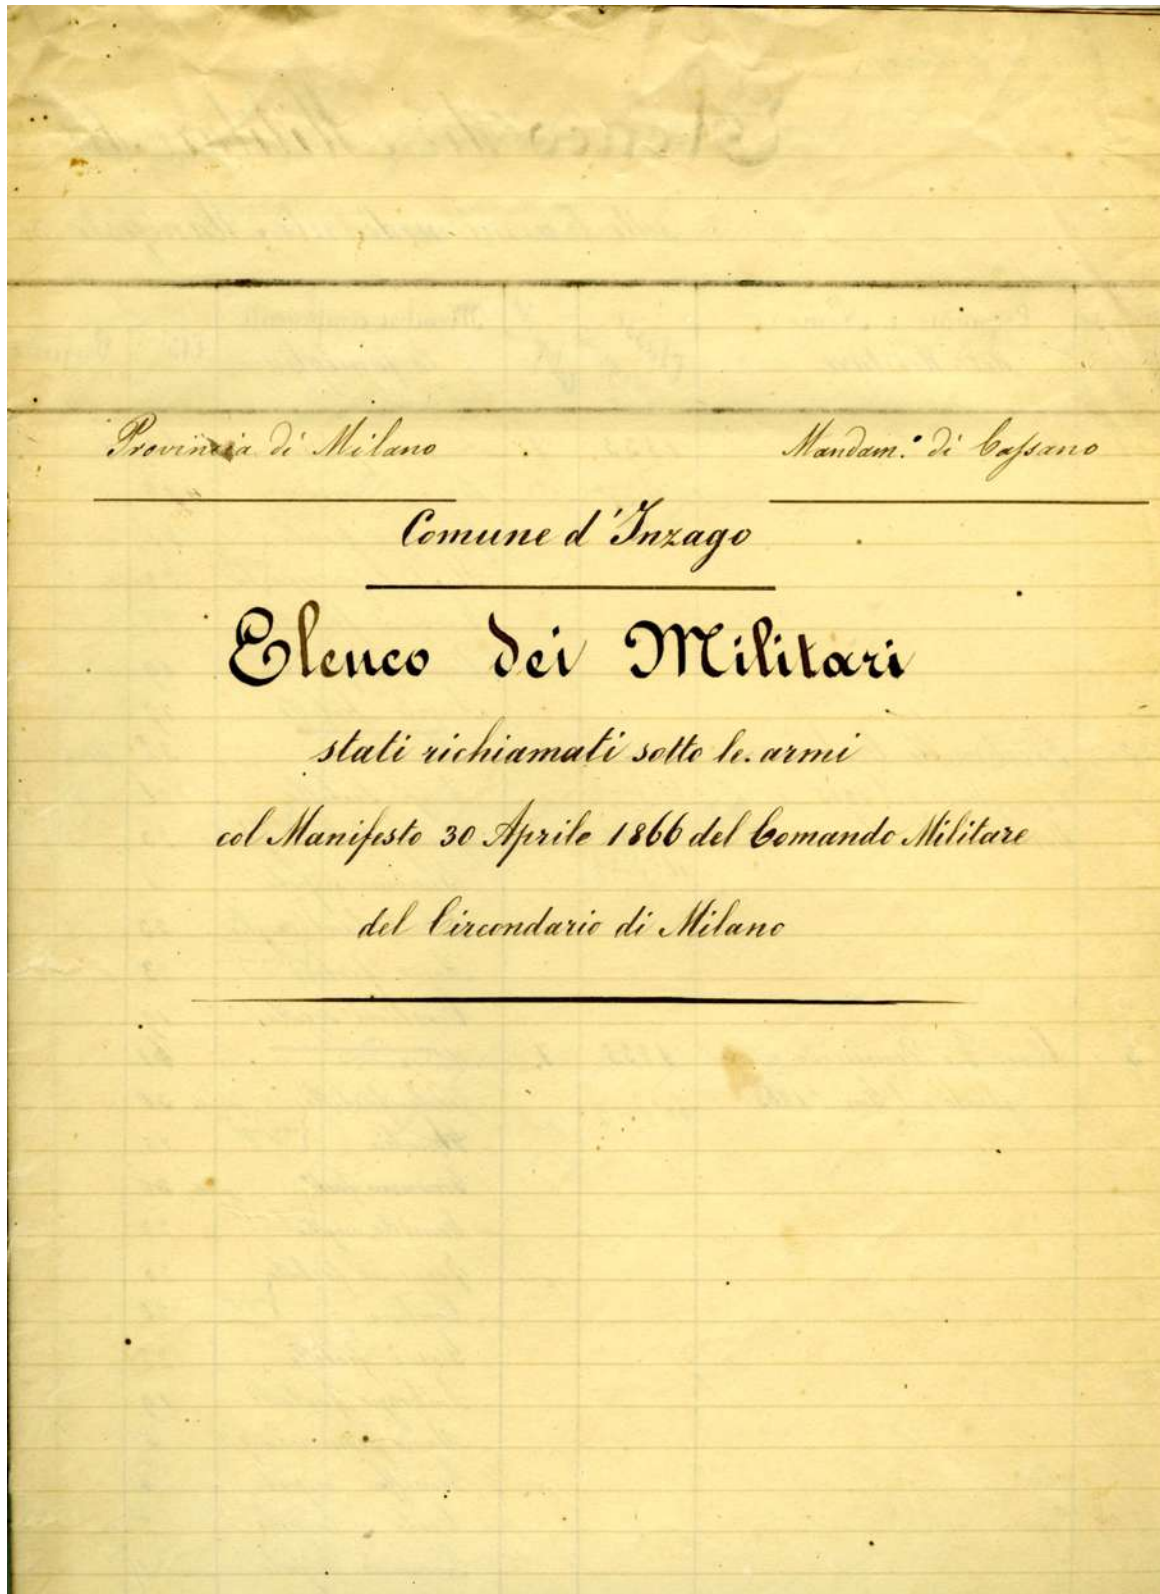 Provincia di Milano
Mandam.º di Cassano
Comune d'Inzago
Elenco dei Militari
stati richiamati sotto le armi
col Manifesto 30 Aprile 1866 del Comando Militare
del Circondario di Milano